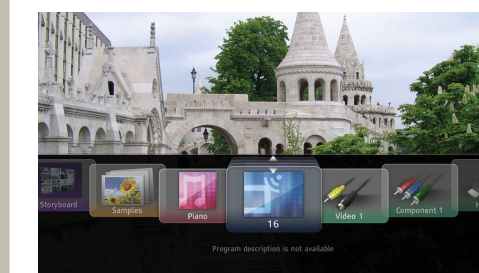 Storyboard
Samples
Piano
16
Video 1
Component 1
Program description is not available